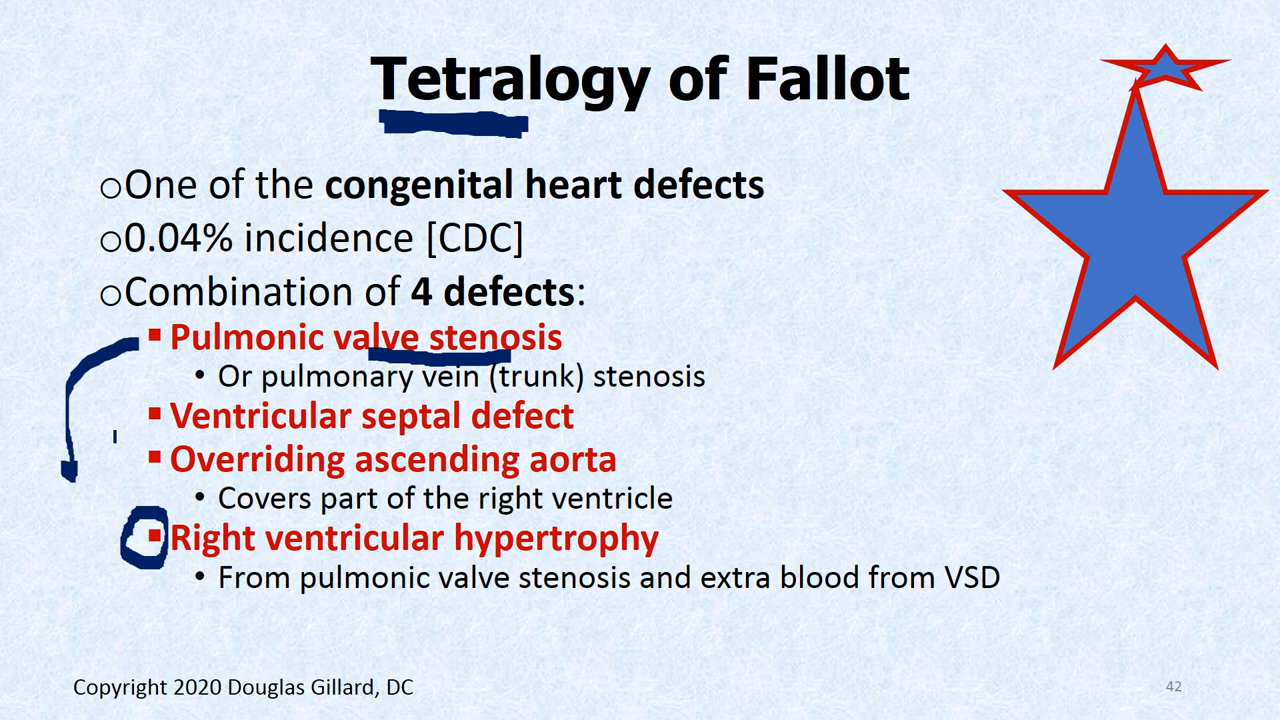 Tetralogy of Fallot
One of the congenital heart defects
0.04% incidence [CDC]
Combination of 4 defects:
Pulmonic valve stenosis
Or pulmonary vein (trunk) stenosis
Ventricular septal defect
Overriding ascending aorta
Covers part of the right ventricle
Right ventricular hypertrophy
From pulmonic valve stenosis and extra blood from VSD
Copyright 2020 Douglas Gillard, DC
42